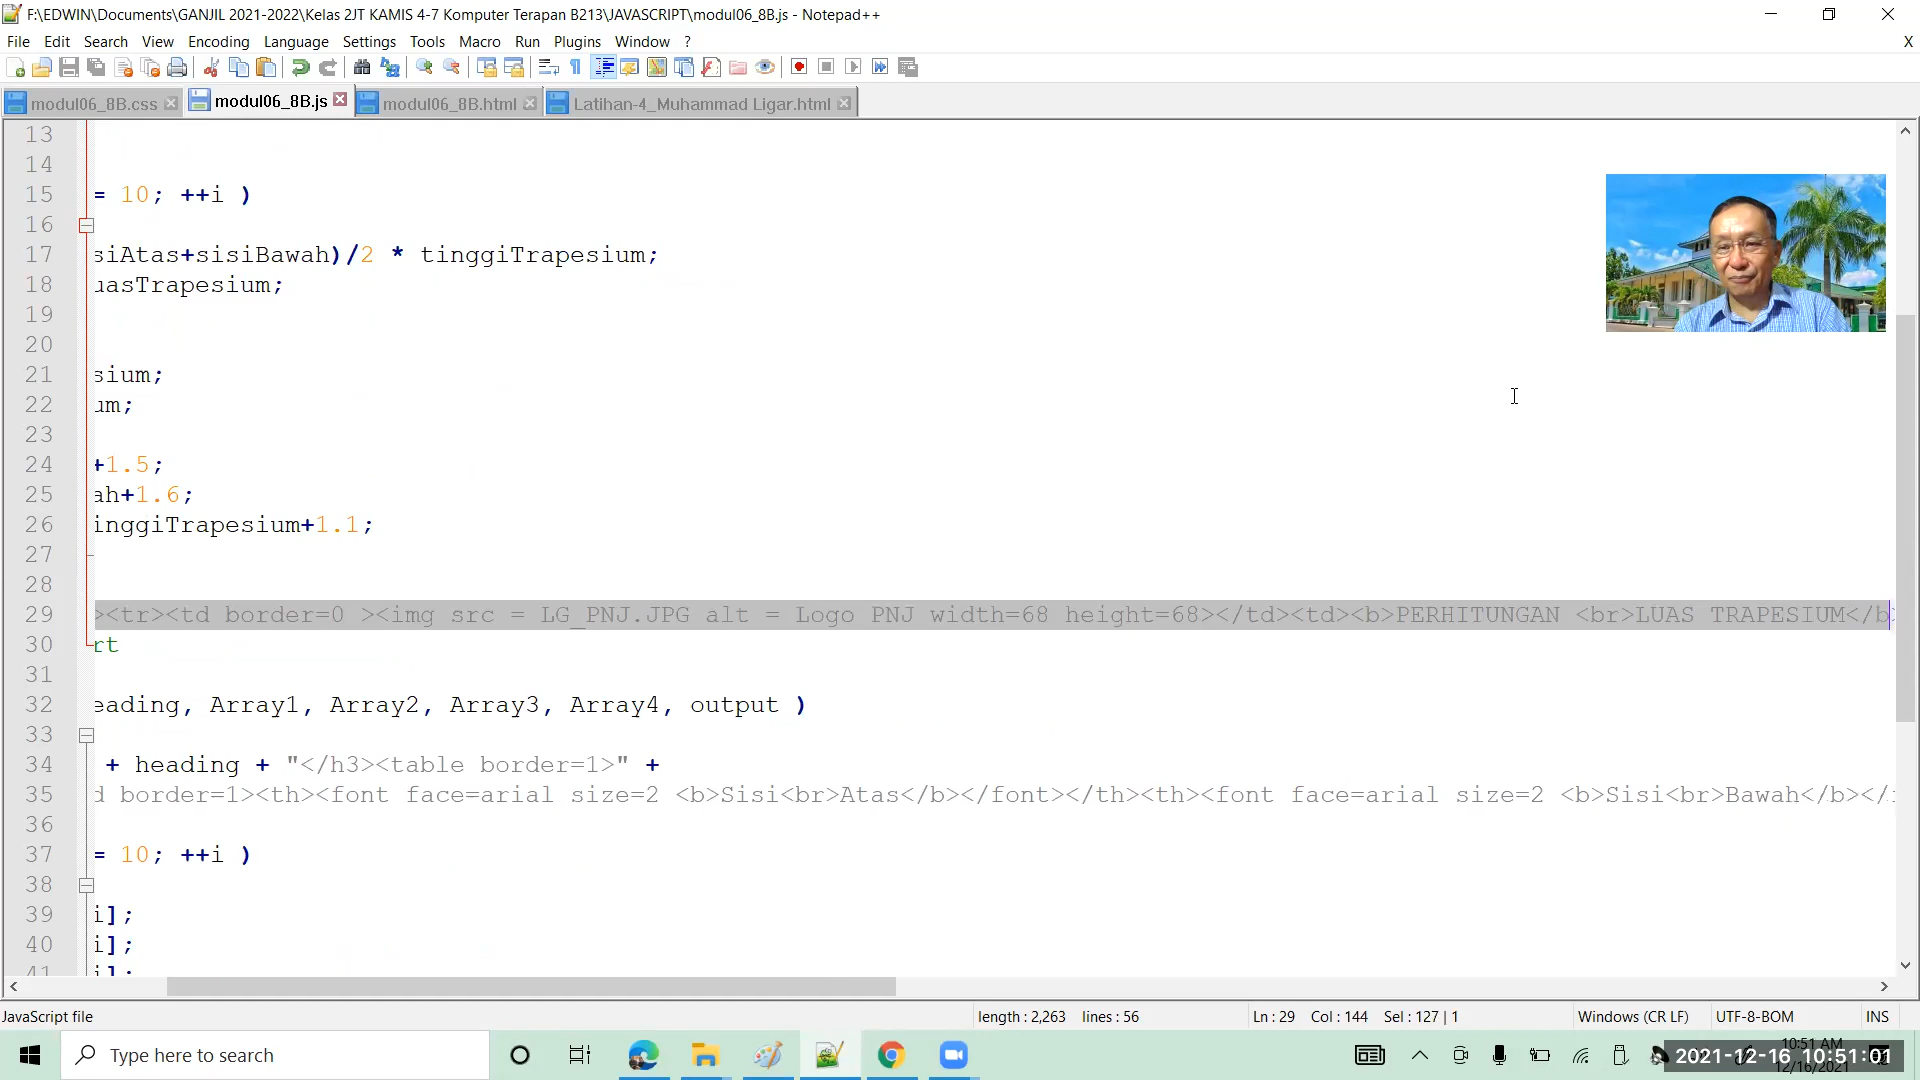 F:\EDWIN\Documents\GANJIL 2021-2022\Kelas 2JT KAMIS 4-7 Komputer Terapan B213\JAVASCRIPT\modul06_8B.js - Notepad++
File Edit Search View Encoding Language Settings Tools Macro Run Plugins Window ? X
modul06_8B.css modul06_8B.js modul06_8B.html Latihan-4_Muhammad Ligar.html
13
14
15 = 10; ++i )
16
17 siAtas+sisiBawah)/2 * tinggiTrapesium;
18 uasTrapesium;
19
20
21 sium;
22 um;
23
24 +1.5;
25 ah+1.6;
26 inggiTrapesium+1.1;
27
28
29 ><tr><td border=0 ><img src = LG_PNJ.JPG alt = Logo PNJ width=68 height=68></td><td><b>PERHITUNGAN <br>LUAS TRAPESIUM</b>
30 rt
31
32 eading, Array1, Array2, Array3, Array4, output )
33
34 + heading + "</h3><table border=1>" +
35 d border=1><th><font face=arial size=2 <b>Sisi<br>Atas</b></font></th><th><font face=arial size=2 <b>Sisi<br>Bawah</b></
36
37 = 10; ++i )
38
39 i];
40 i];
41 i];
JavaScript file length : 2,263 lines : 56 Ln : 29 Col : 144 Sel : 127 | 1 Windows (CR LF) UTF-8-BOM INS
Type here to search
10:51 AM
2021-12-16 10:51:01
12/16/2021